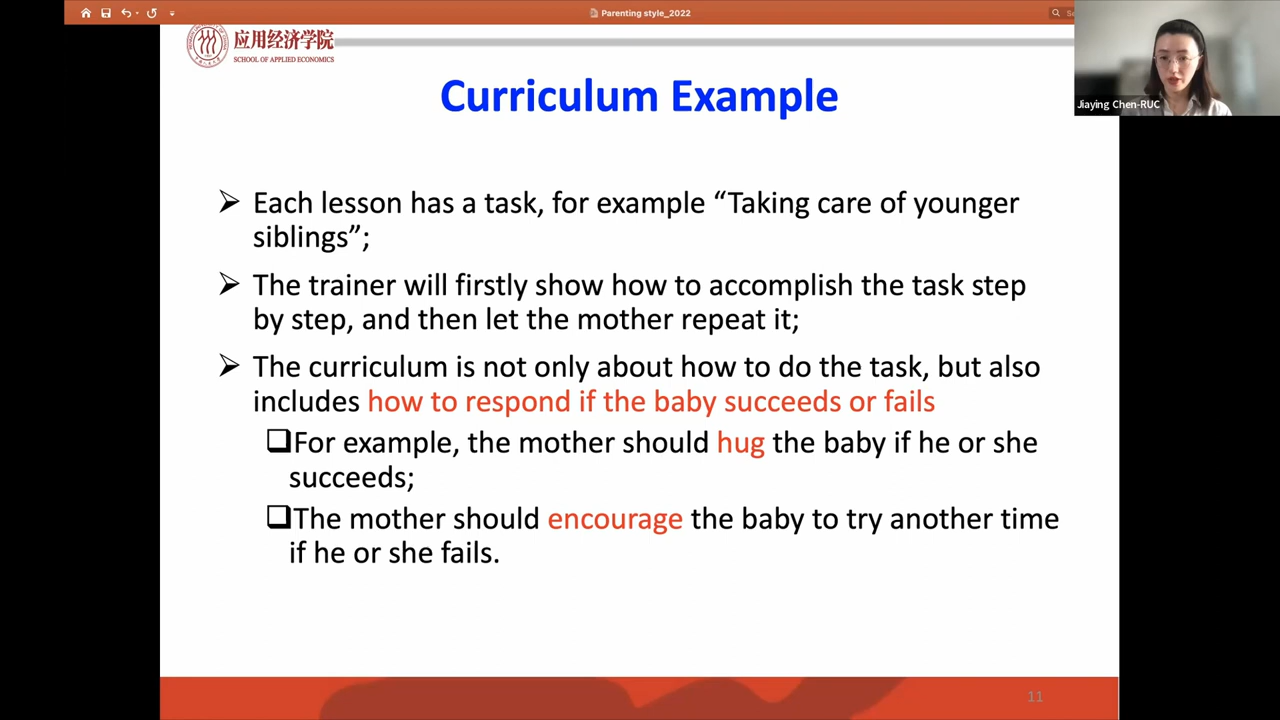 Parenting style_2022
应用经济学院
SCHOOL OF APPLIED ECONOMICS
Jiaying Chen-RUC
Curriculum Example
➢ Each lesson has a task, for example “Taking care of younger
siblings”;
➢ The trainer will firstly show how to accomplish the task step
by step, and then let the mother repeat it;
➢ The curriculum is not only about how to do the task, but also
includes how to respond if the baby succeeds or fails
❑For example, the mother should hug the baby if he or she
succeeds;
❑The mother should encourage the baby to try another time
if he or she fails.
11